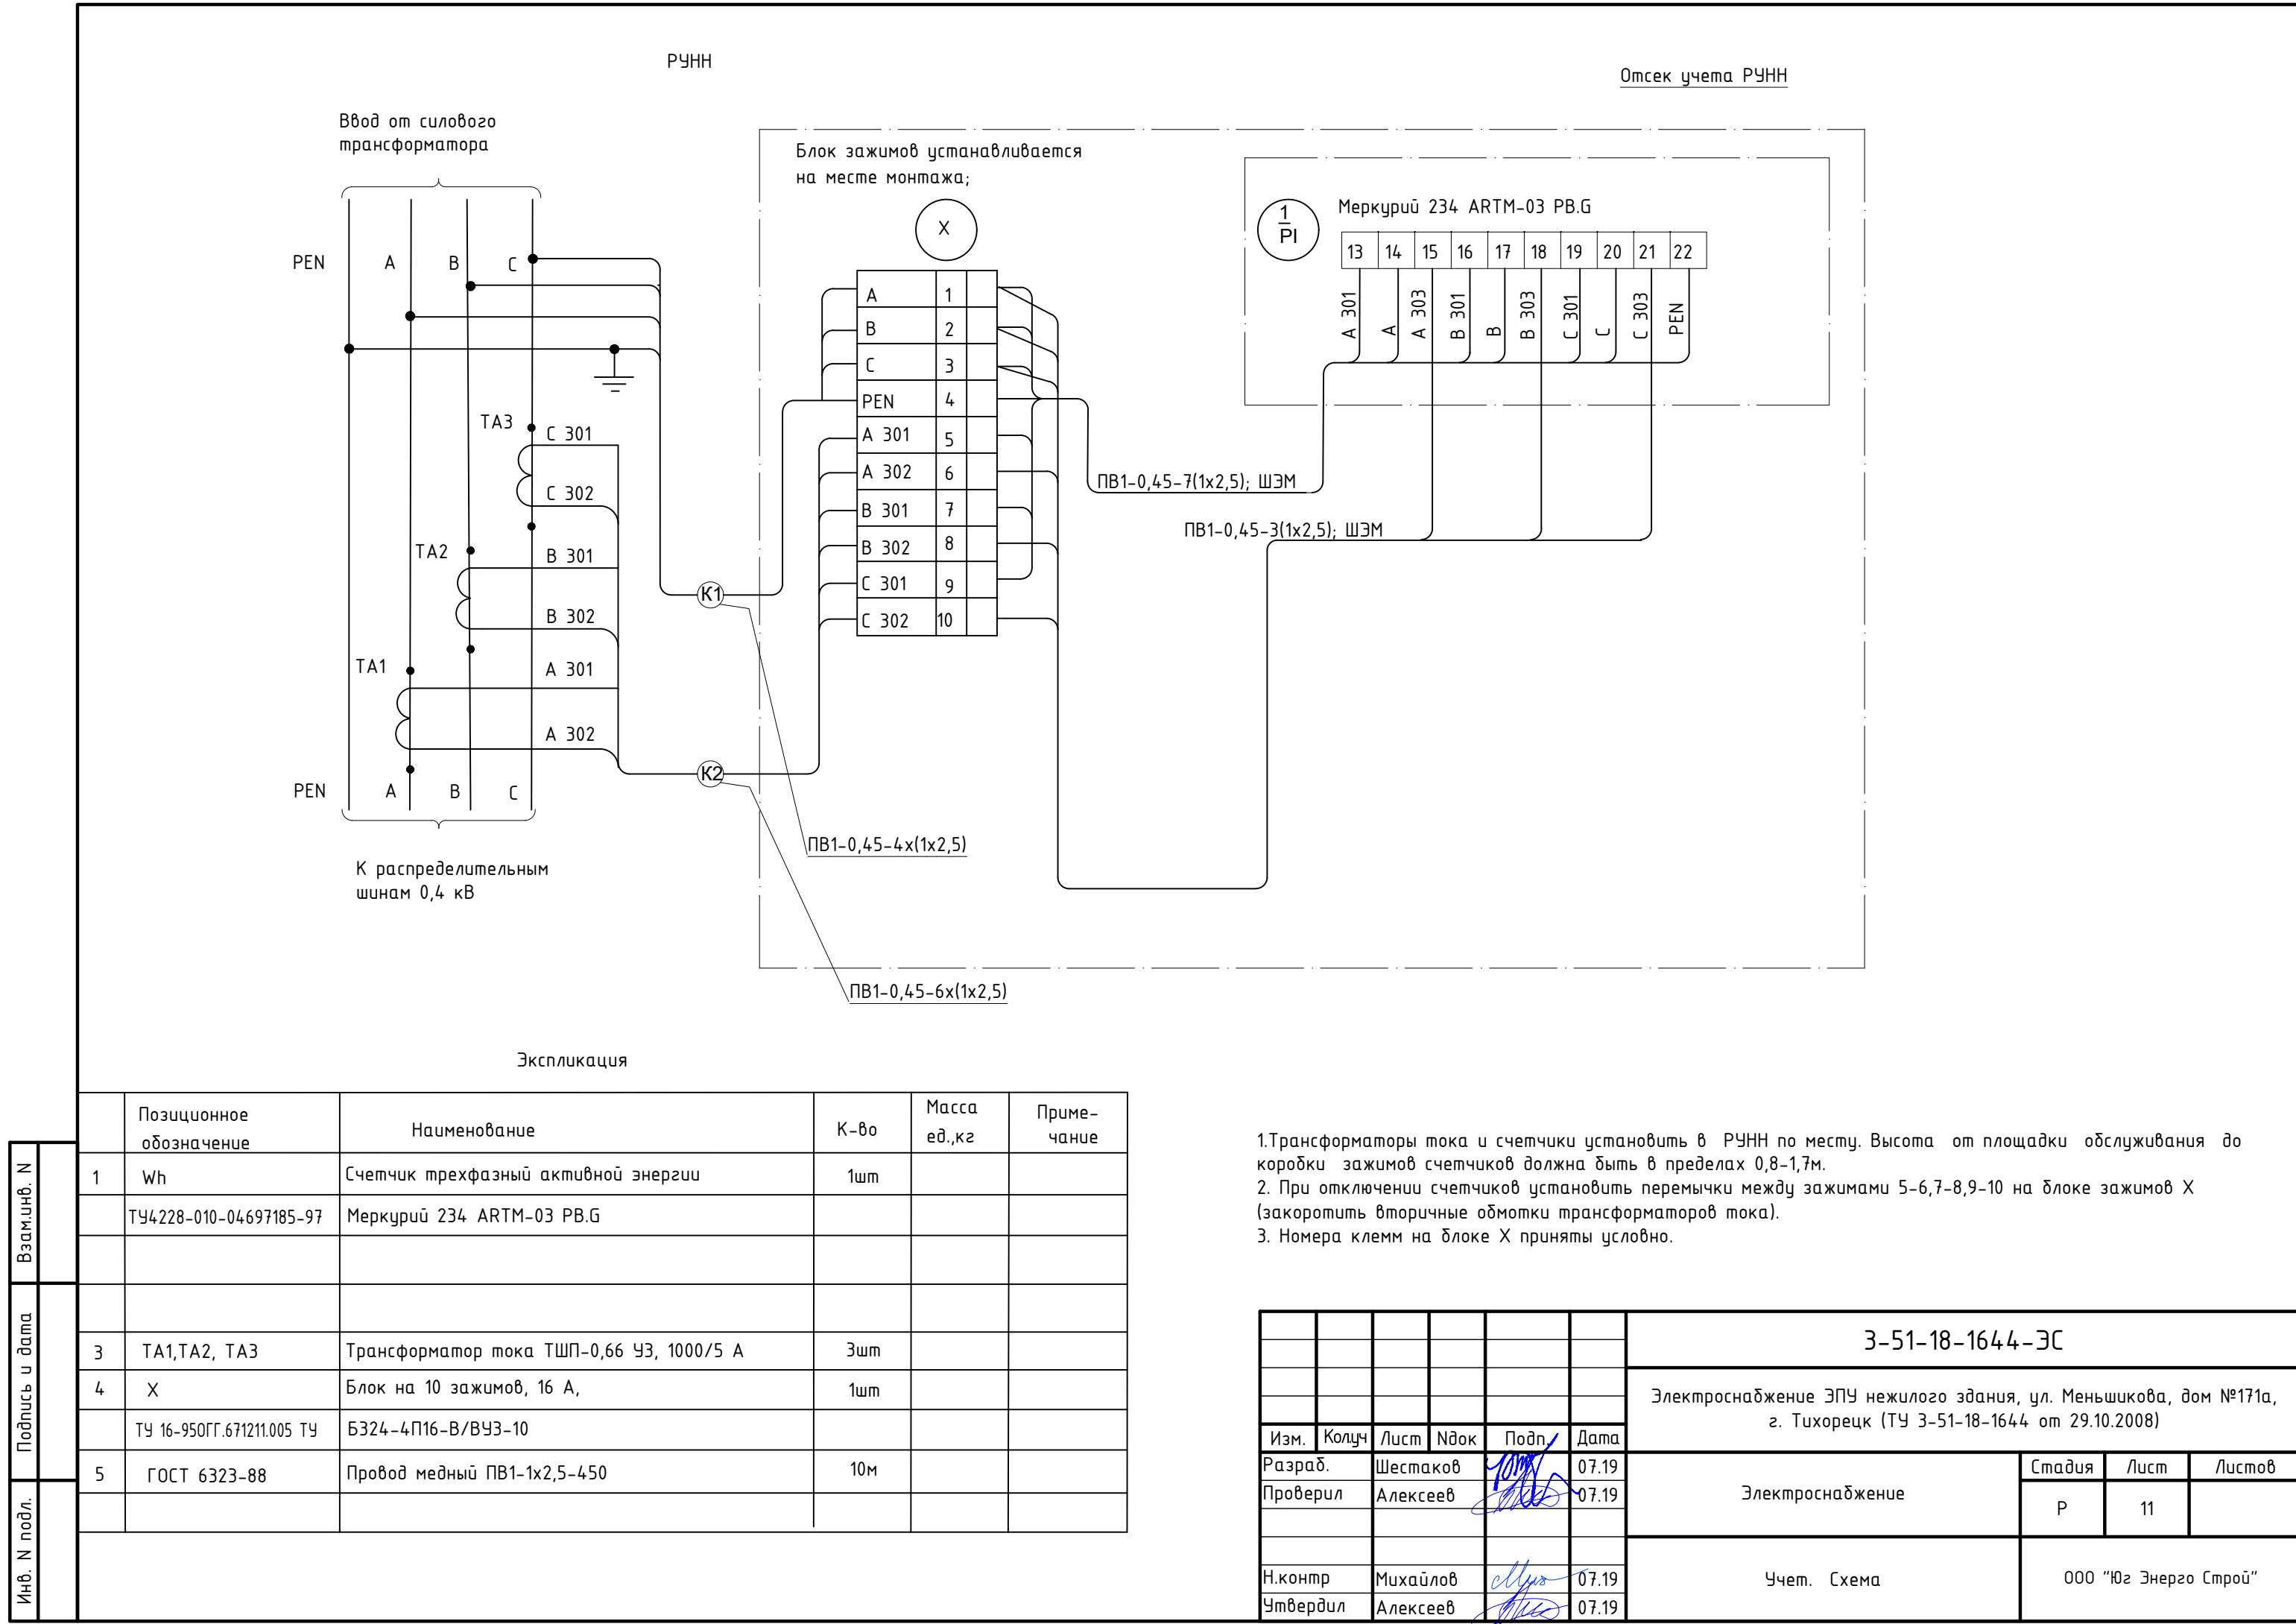 РУНН
Отсек учета РУНН
Ввод от силового
трансформатора
Блок зажимов устанавливается
на месте монтажа;
X
1
PI
Меркурий 234 ARTM-03 PB.G
13 14 15 16 17 18 19 20 21 22
A 301
A
A 303
B 301
B
B 303
C 301
C
C 303
PEN
PEN A B C
A 1
B 2
C 3
PEN 4
A 301 5
A 302 6
B 301 7
B 302 8
C 301 9
C 302 10
ТА3
C 301
C 302
ТА2
B 301
B 302
ТА1
A 301
A 302
К1
К2
PEN A B C
ПВ1-0,45-7(1х2,5); ШЭМ
ПВ1-0,45-3(1х2,5); ШЭМ
ПВ1-0,45-4х(1х2,5)
ПВ1-0,45-6х(1х2,5)
К распределительным
шинам 0,4 кВ
Экспликация
Позиционное обозначение Наименование К-во Масса ед.,кг Приме-чание
1 Wh Счетчик трехфазный активной энергии 1шт
ТУ4228-010-04697185-97 Меркурий 234 ARTM-03 PB.G
3 ТА1,ТА2, ТА3 Трансформатор тока ТШП-0,66 У3, 1000/5 А 3шт
4 X Блок на 10 зажимов, 16 А, 1шт
ТУ 16-95ОГГ.671211.005 ТУ БЗ24-4П16-В/ВУЗ-10
5 ГОСТ 6323-88 Провод медный ПВ1-1х2,5-450 10м
1.Трансформаторы тока и счетчики установить в РУНН по месту. Высота от площадки обслуживания до
коробки зажимов счетчиков должна быть в пределах 0,8-1,7м.
2. При отключении счетчиков установить перемычки между зажимами 5-6,7-8,9-10 на блоке зажимов X
(закоротить вторичные обмотки трансформаторов тока).
3. Номера клемм на блоке X приняты условно.
Взам.инв. N
Подпись и дата
Инв. N подл.
3-51-18-1644-ЭС
Электроснабжение ЭПУ нежилого здания, ул. Меньшикова, дом №171а,
г. Тихорецк (ТУ 3-51-18-1644 от 29.10.2008)
Изм. Кол.уч Лист Nдок Подп. Дата
Разраб. Шестаков 07.19
Проверил Алексеев 07.19
Н.контр Михайлов 07.19
Утвердил Алексеев 07.19
Электроснабжение
Стадия Лист Листов
Р 11
Учет. Схема
ООО "Юг Энерго Строй"